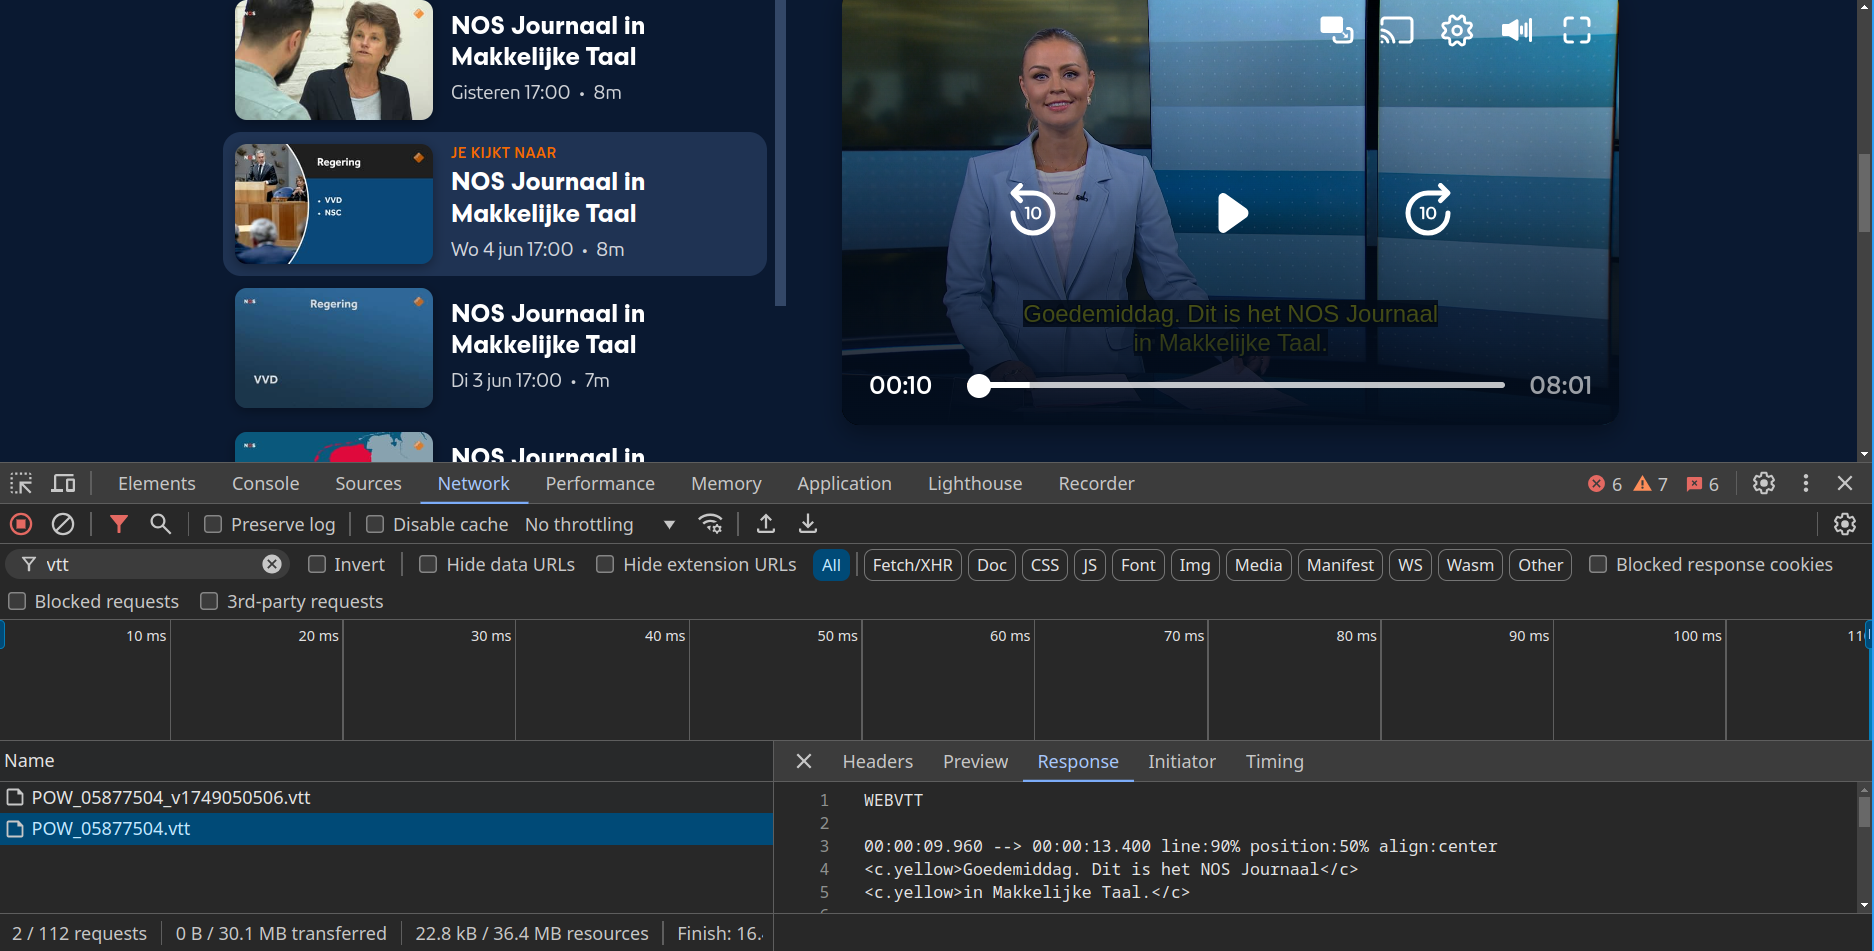 NOS Journaal in
Makkelijke Taal
Gisteren 17:00 • 8m
NOS
Regering
• VVD
• NSC
JE KIJKT NAAR
NOS Journaal in
Makkelijke Taal
Wo 4 jun 17:00 • 8m
NOS
Regering
VVD
NOS Journaal in
Makkelijke Taal
Di 3 jun 17:00 • 7m
NOS
NOS Journaal in
10
10
Goedemiddag. Dit is het NOS Journaal
in Makkelijke Taal.
00:10
08:01
Elements Console Sources Network Performance Memory Application Lighthouse Recorder 6 7 6
Preserve log Disable cache No throttling
vtt Invert Hide data URLs Hide extension URLs All Fetch/XHR Doc CSS JS Font Img Media Manifest WS Wasm Other Blocked response cookies
Blocked requests 3rd-party requests
10 ms 20 ms 30 ms 40 ms 50 ms 60 ms 70 ms 80 ms 90 ms 100 ms 11
Name
POW_05877504_v1749050506.vtt
POW_05877504.vtt
2 / 112 requests 0 B / 30.1 MB transferred 22.8 kB / 36.4 MB resources Finish: 16.
Headers Preview Response Initiator Timing
1 WEBVTT
2
3 00:00:09.960 --> 00:00:13.400 line:90% position:50% align:center
4 <c.yellow>Goedemiddag. Dit is het NOS Journaal</c>
5 <c.yellow>in Makkelijke Taal.</c>